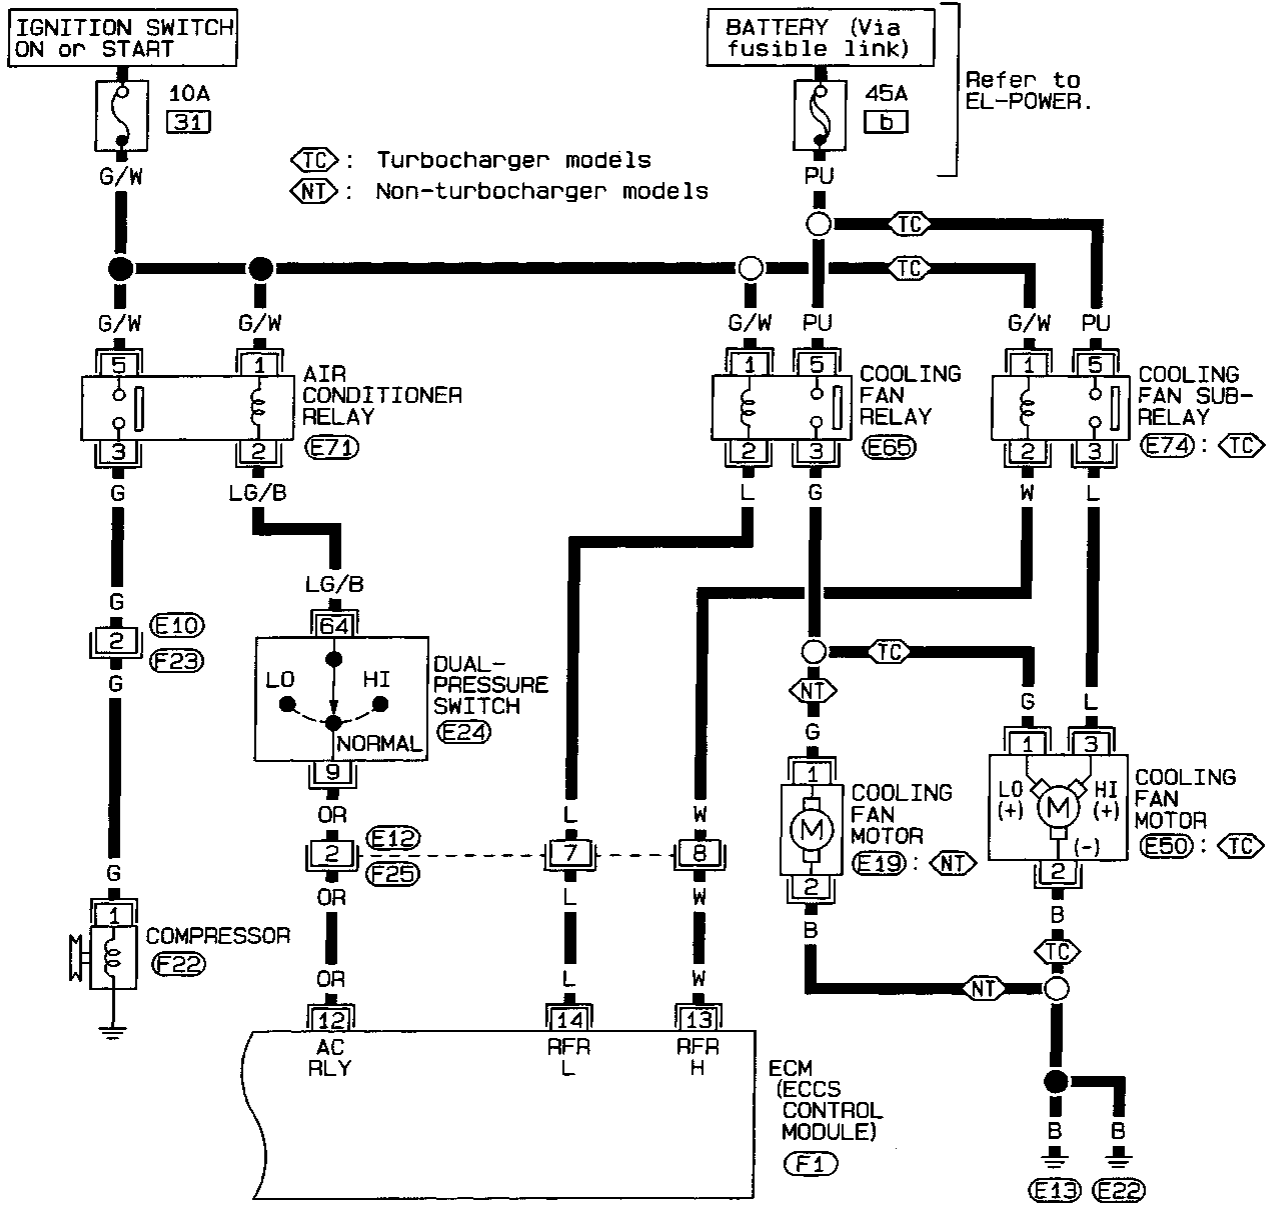 IGNITION SWITCH
ON or START
BATTERY (Via
fusible link)
10A
31
45A
b
Refer to
EL-POWER.
TC : Turbocharger models
NT : Non-turbocharger models
G/W
PU
TC
TC
G/W
G/W
G/W
PU
G/W
PU
5
1
1
5
1
5
AIR
CONDITIONER
RELAY
E71
COOLING
FAN
RELAY
E65
COOLING
FAN SUB-
RELAY
E74 : TC
3
2
2
3
2
3
G
LG/B
L
G
W
L
LG/B
G
2
E10
F23
G
64
LO
HI
NORMAL
DUAL-
PRESSURE
SWITCH
E24
9
TC
NT
G
G
L
1
1
3
M
COOLING
FAN
MOTOR
E19 : NT
LO
(+)
M
HI
(+)
(-)
COOLING
FAN
MOTOR
E50 : TC
2
2
OR
L
W
2
E12
F25
7
8
OR
L
W
G
1
COMPRESSOR
F22
B
B
TC
NT
OR
L
W
12
14
13
AC
RLY
RFR
L
RFR
H
ECM
(ECCS
CONTROL
MODULE)
F1
B
B
E13
E22